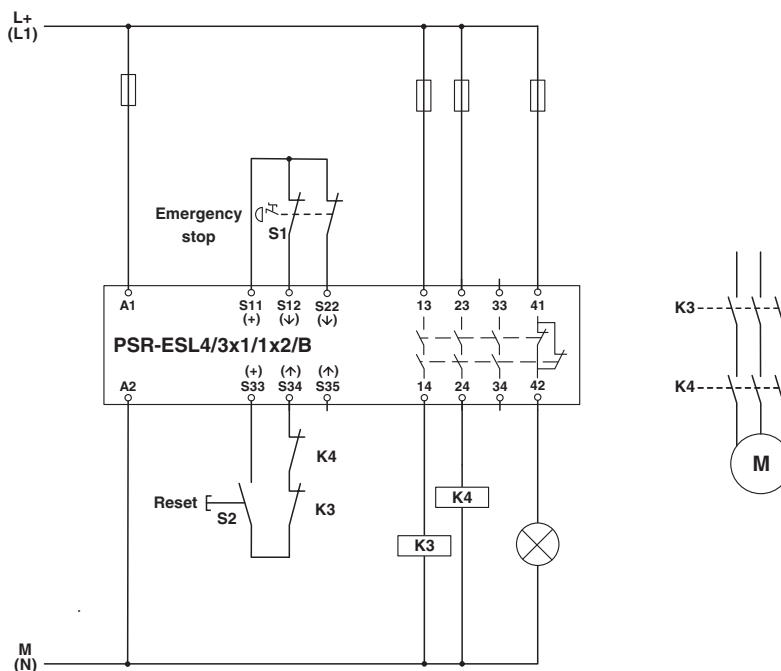 L+
(L1)
Emergency
stop
S1
A1
S11
(+)
S12
(↓)
S22
(↓)
13
23
33
41
PSR-ESL4/3x1/1x2/B
A2
(+)
S33
(↑)
S34
(↑)
S35
14
24
34
42
K4
K3
Reset
S2
K4
K3
M
(N)
K3
K4
M